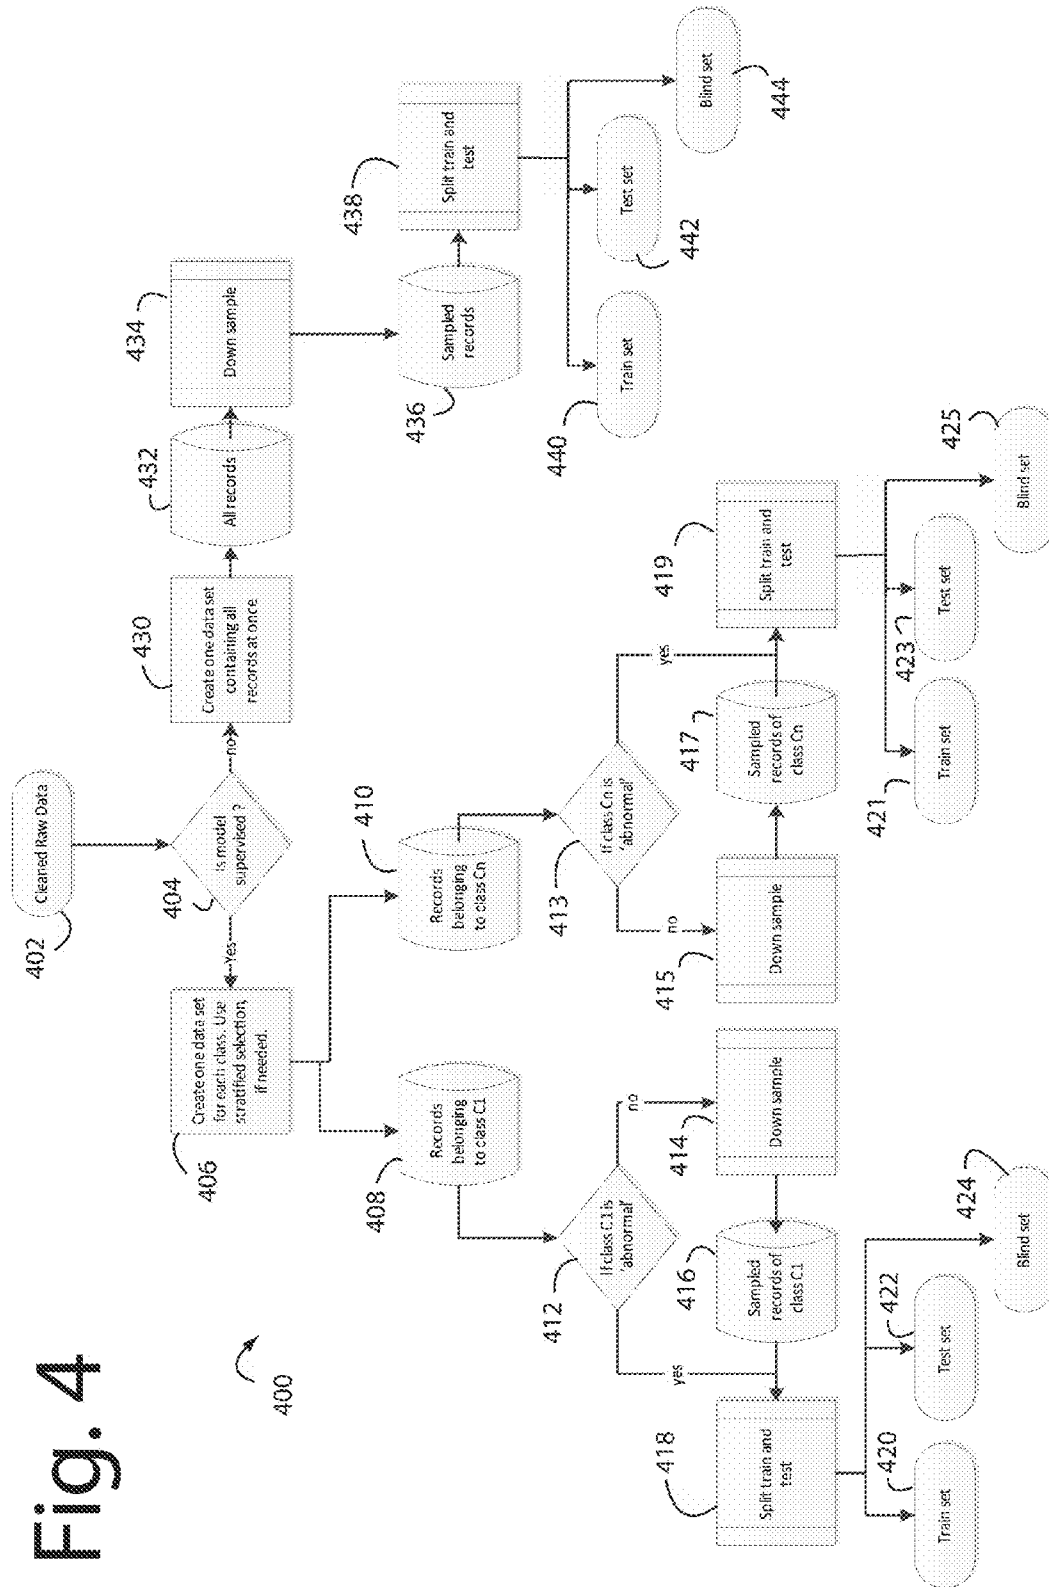 Fig. 4
400
402
Cleaned Raw Data
404
Is model
supervised ?
Yes
no
406
Create one data set
for each class. Use
stratified selection,
if needed.
430
Create one data set
containing all
records at once
432
All records
434
Down sample
436
Sampled
records
438
Split train and
test
440
Train set
442
Test set
444
Blind set
408
Records
belonging
to class C1
410
Records
belonging
to class Cn
412
If class C1 is
'abnormal'
yes
no
414
Down sample
416
Sampled
records of
class C1
418
Split train and
test
420
Train set
422
Test set
424
Blind set
413
If class Cn is
'abnormal'
no
yes
415
Down sample
417
Sampled
records of
class Cn
419
Split train and
test
421
Train set
423
Test set
425
Blind set